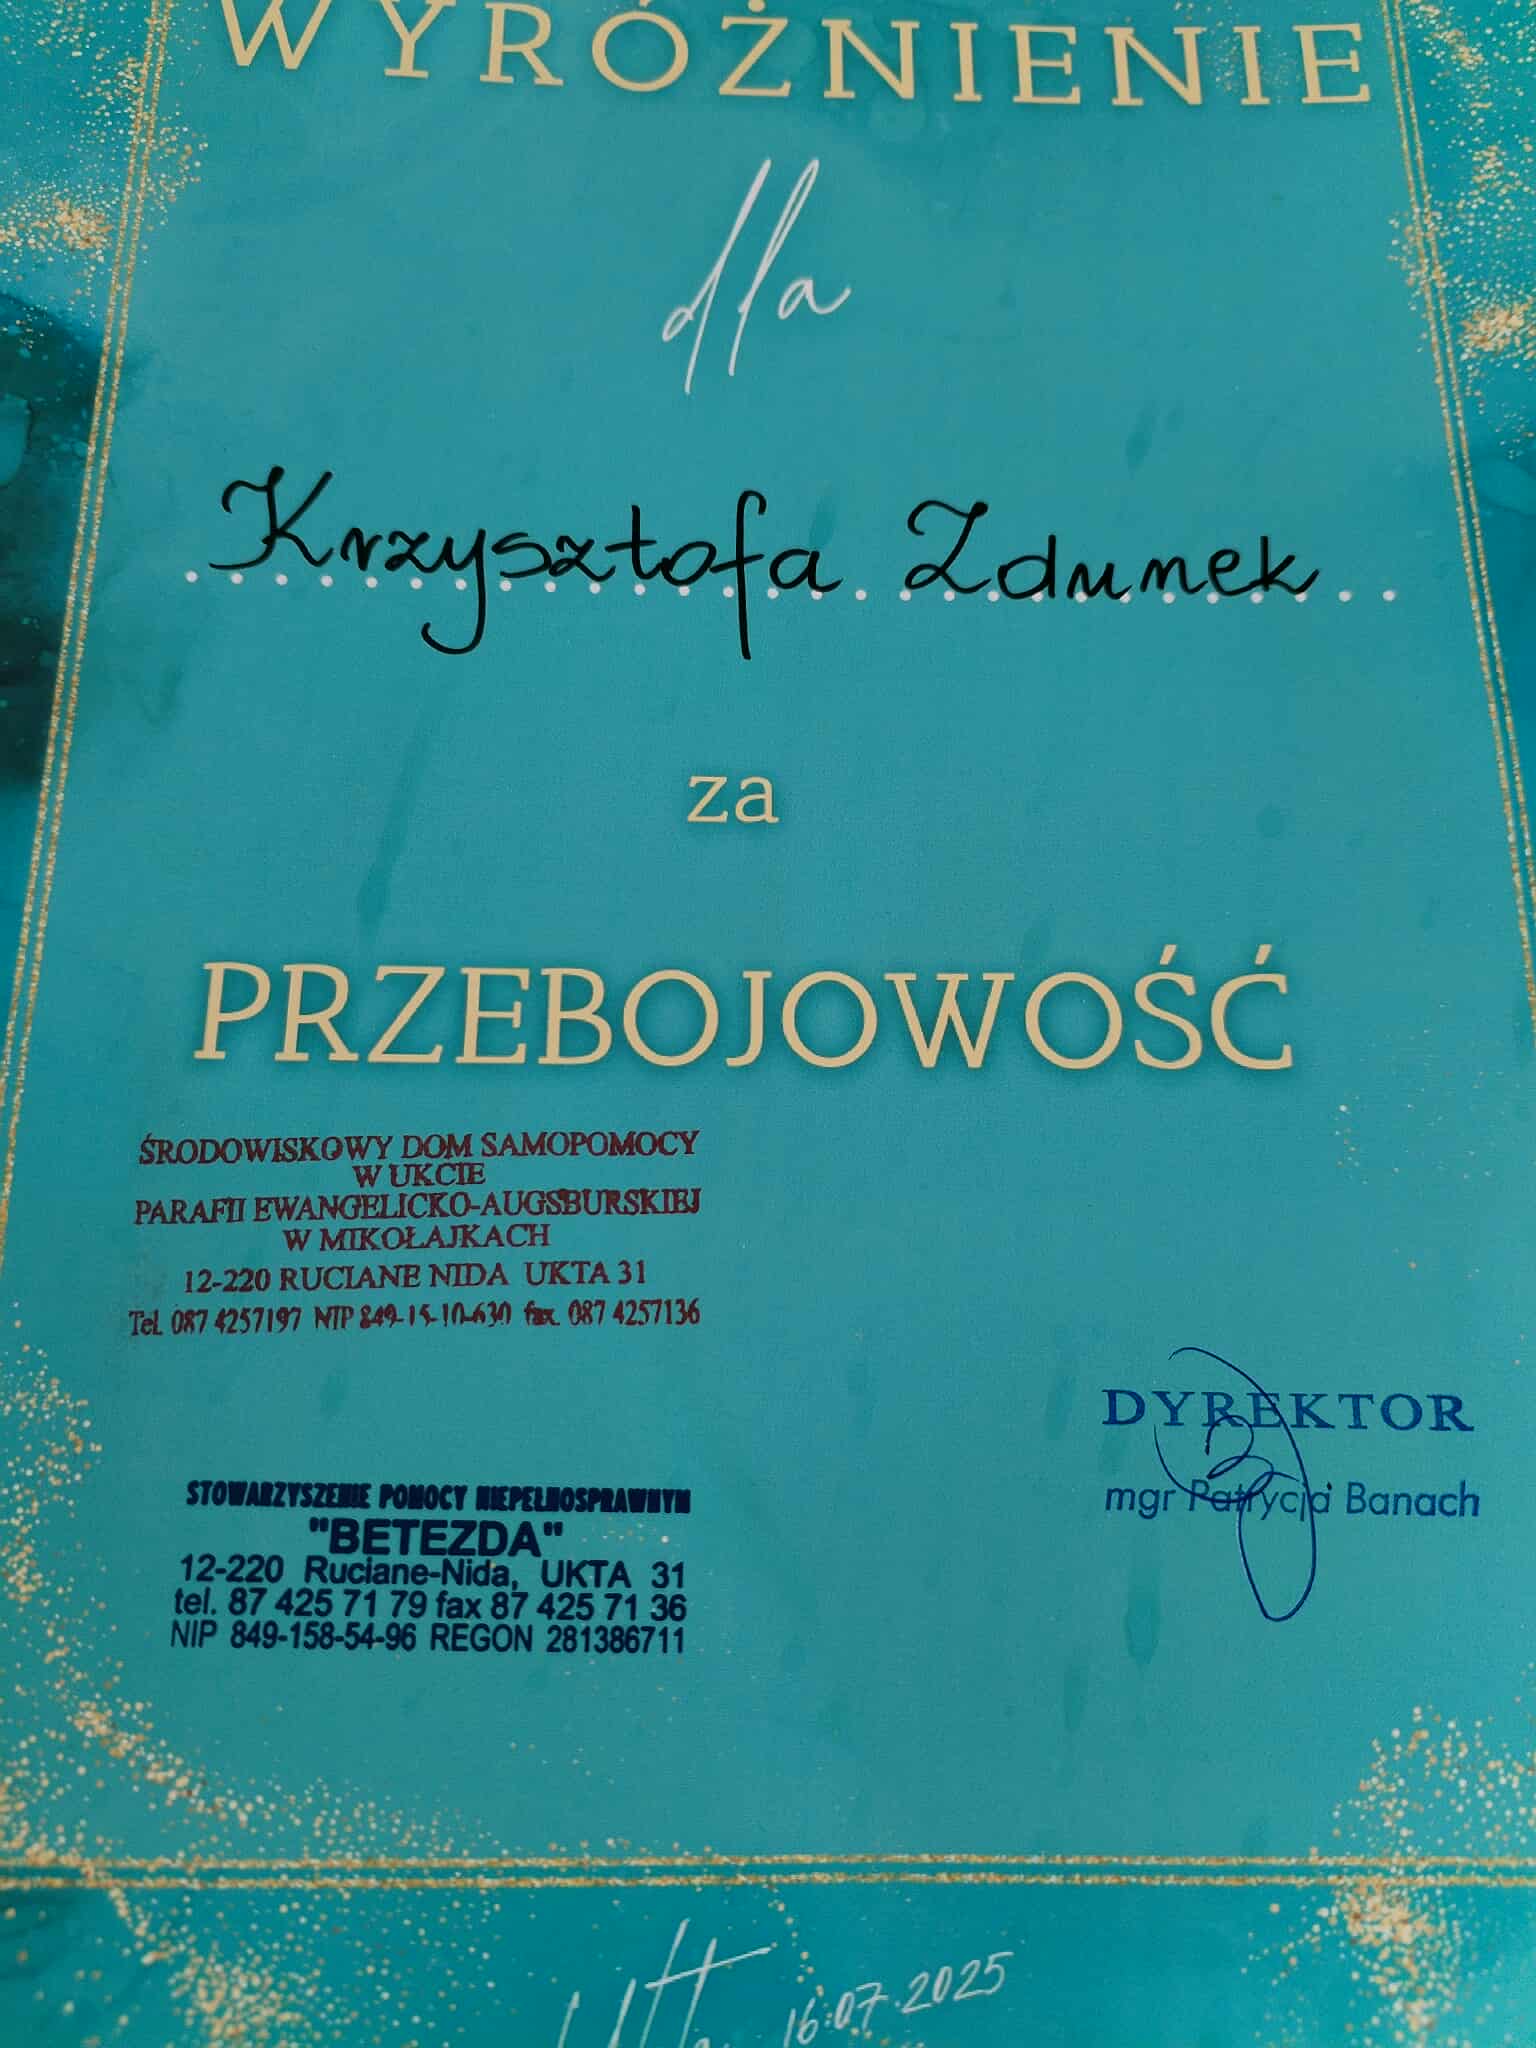 WYRÓŻNIENIE
dla
Krzysztofa Zdunek
za
PRZEBOJOWOŚĆ
ŚRODOWISKOWY DOM SAMOPOMOCY
W UKCIE
PARAFII EWANGELICKO-AUGSBURSKIEJ
W MIKOŁAJKACH
12-220 RUCIANE NIDA UKTA 31
Tel. 087 4257197 NIP 849-15-10-630 fax. 087 4257136
DYREKTOR
mgr Patrycja Banach
STOWARZYSZENIE POMOCY NIEPEŁNOSPRAWNYM
"BETEZDA"
12-220 Ruciane-Nida, UKTA 31
tel. 87 425 71 79 fax 87 425 71 36
NIP 849-158-54-96 REGON 281386711
16.07.2025